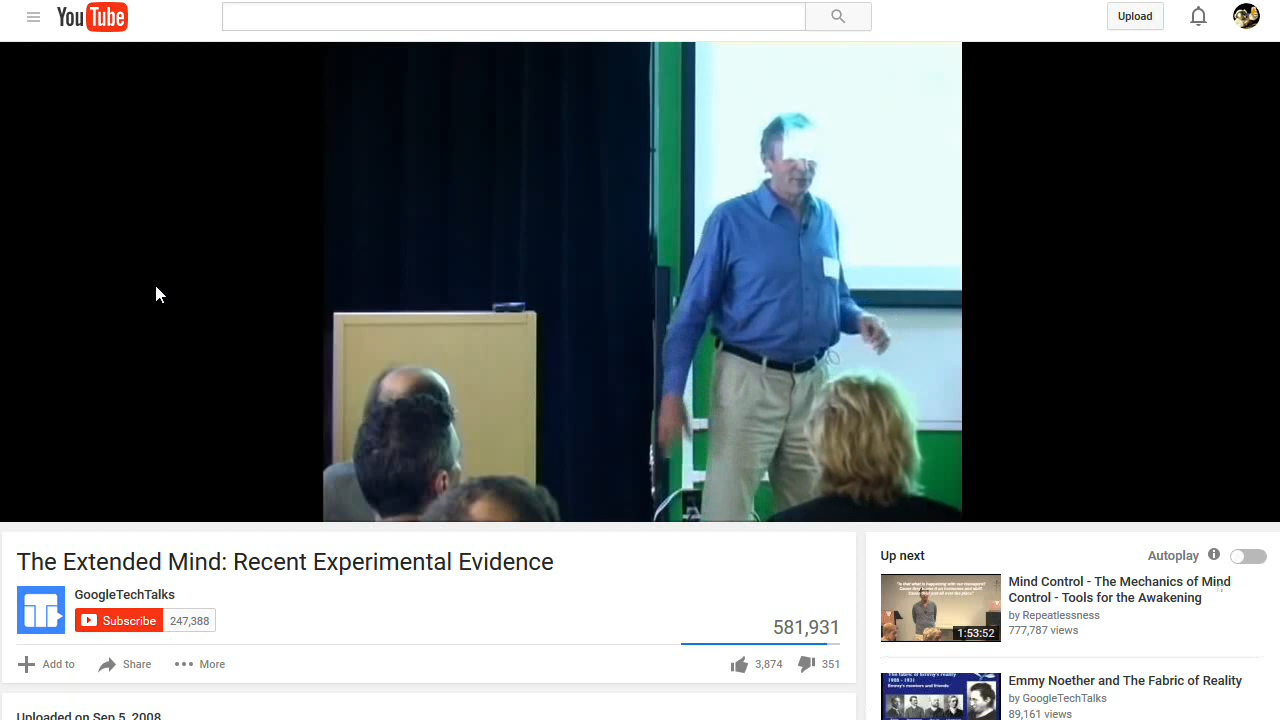 YouTube
Upload
The Extended Mind: Recent Experimental Evidence
GoogleTechTalks
Subscribe 247,388
581,931
Add to Share More 3,874 351
Uploaded on Sep 5, 2008
Up next Autoplay
Mind Control - The Mechanics of Mind
Control - Tools for the Awakening
by Repeatlessness
777,787 views
1:53:52
Emmy Noether and The Fabric of Reality
by GoogleTechTalks
89,161 views